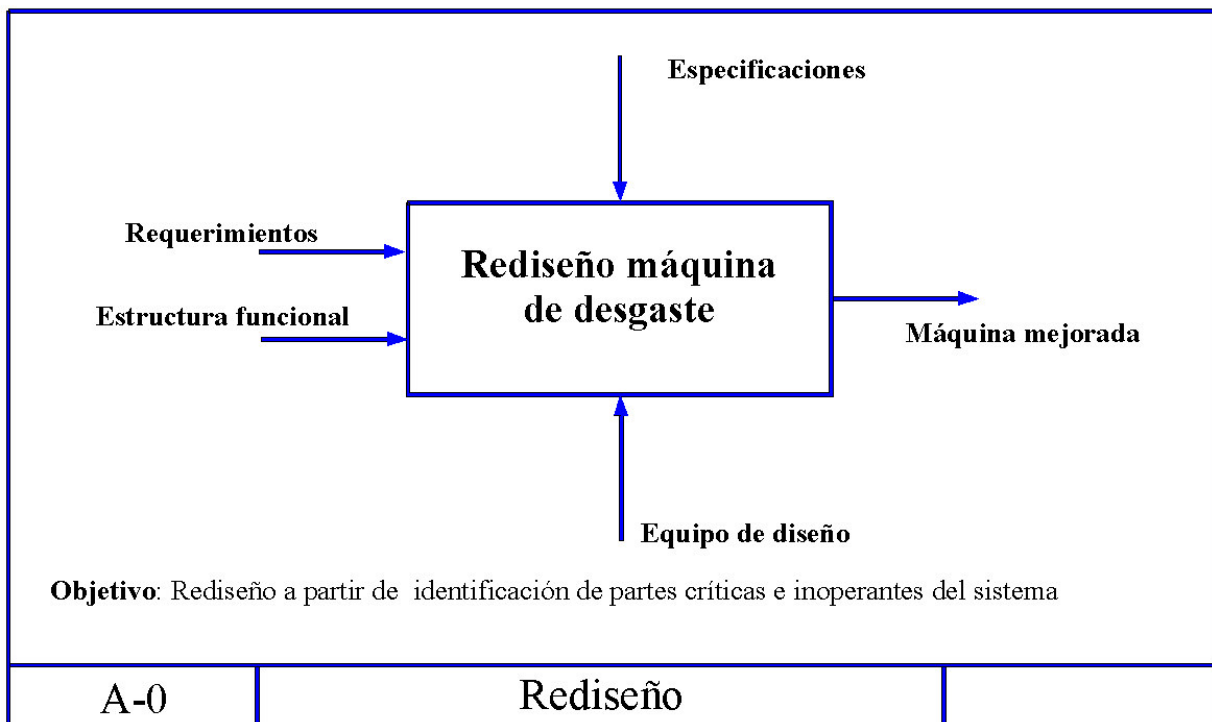 Especificaciones
Requerimientos
Estructura funcional
Rediseño máquina
de desgaste
Máquina mejorada
Equipo de diseño
Objetivo: Rediseño a partir de identificación de partes críticas e inoperantes del sistema
A-0
Rediseño